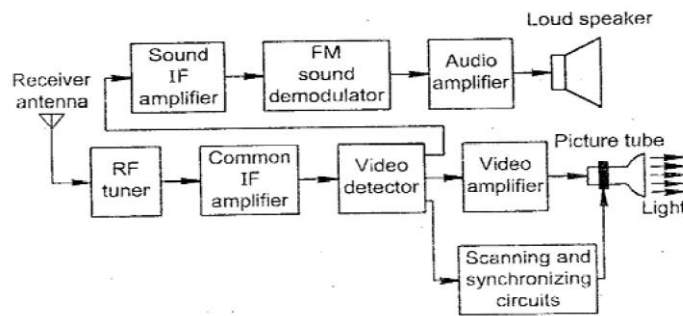 Loud speaker
Sound
IF
amplifier
FM
sound
demodulator
Audio
amplifier
Receiver
antenna
Picture tube
RF
tuner
Common
IF
amplifier
Video
detector
Video
amplifier
Light
Scanning and
synchronizing
circuits